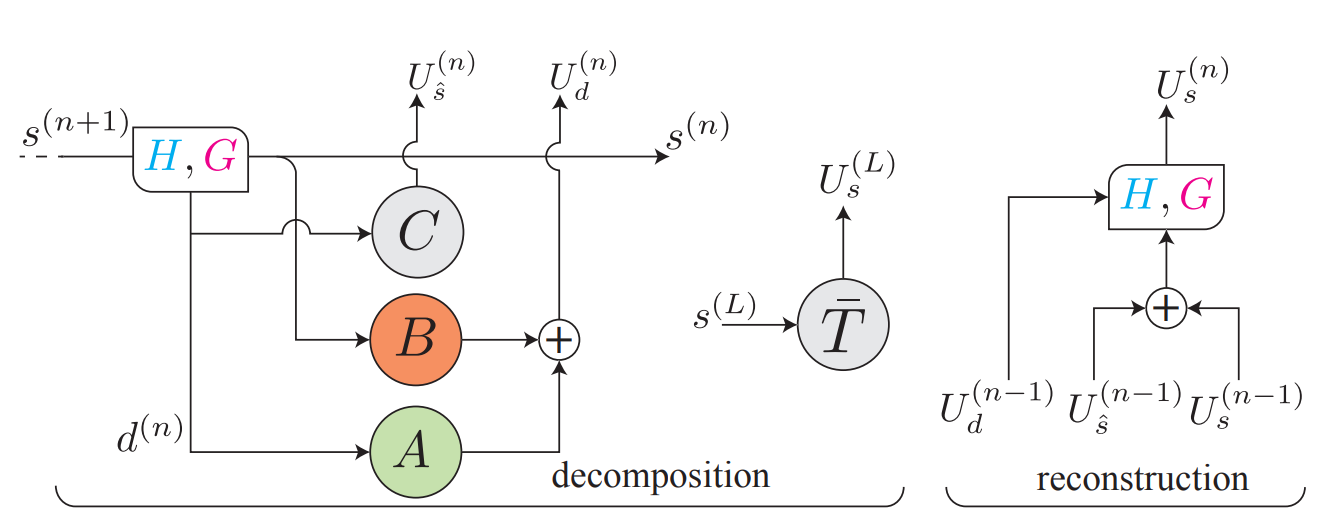 U_ŝ^(n) U_d^(n)
s^(n+1) H, G s^(n)
C
B +
d^(n) A
decomposition
U_s^(L)
s^(L) T̄
U_s^(n)
H, G
+
U_d^(n−1) U_ŝ^(n−1) U_s^(n−1)
reconstruction